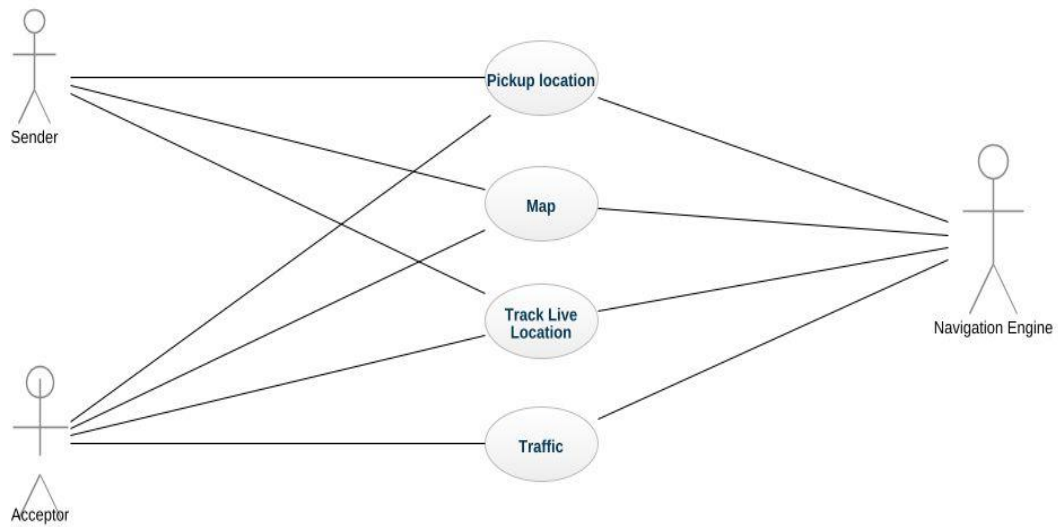 Sender
Pickup location
Map
Track Live
Location
Navigation Engine
Traffic
Acceptor